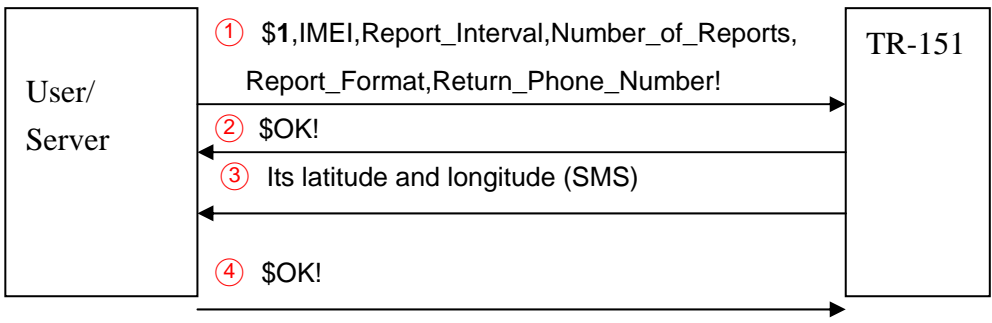 ① $1,IMEI,Report_Interval,Number_of_Reports,
Report_Format,Return_Phone_Number!
TR-151
User/
Server
② $OK!
③ Its latitude and longitude (SMS)
④ $OK!